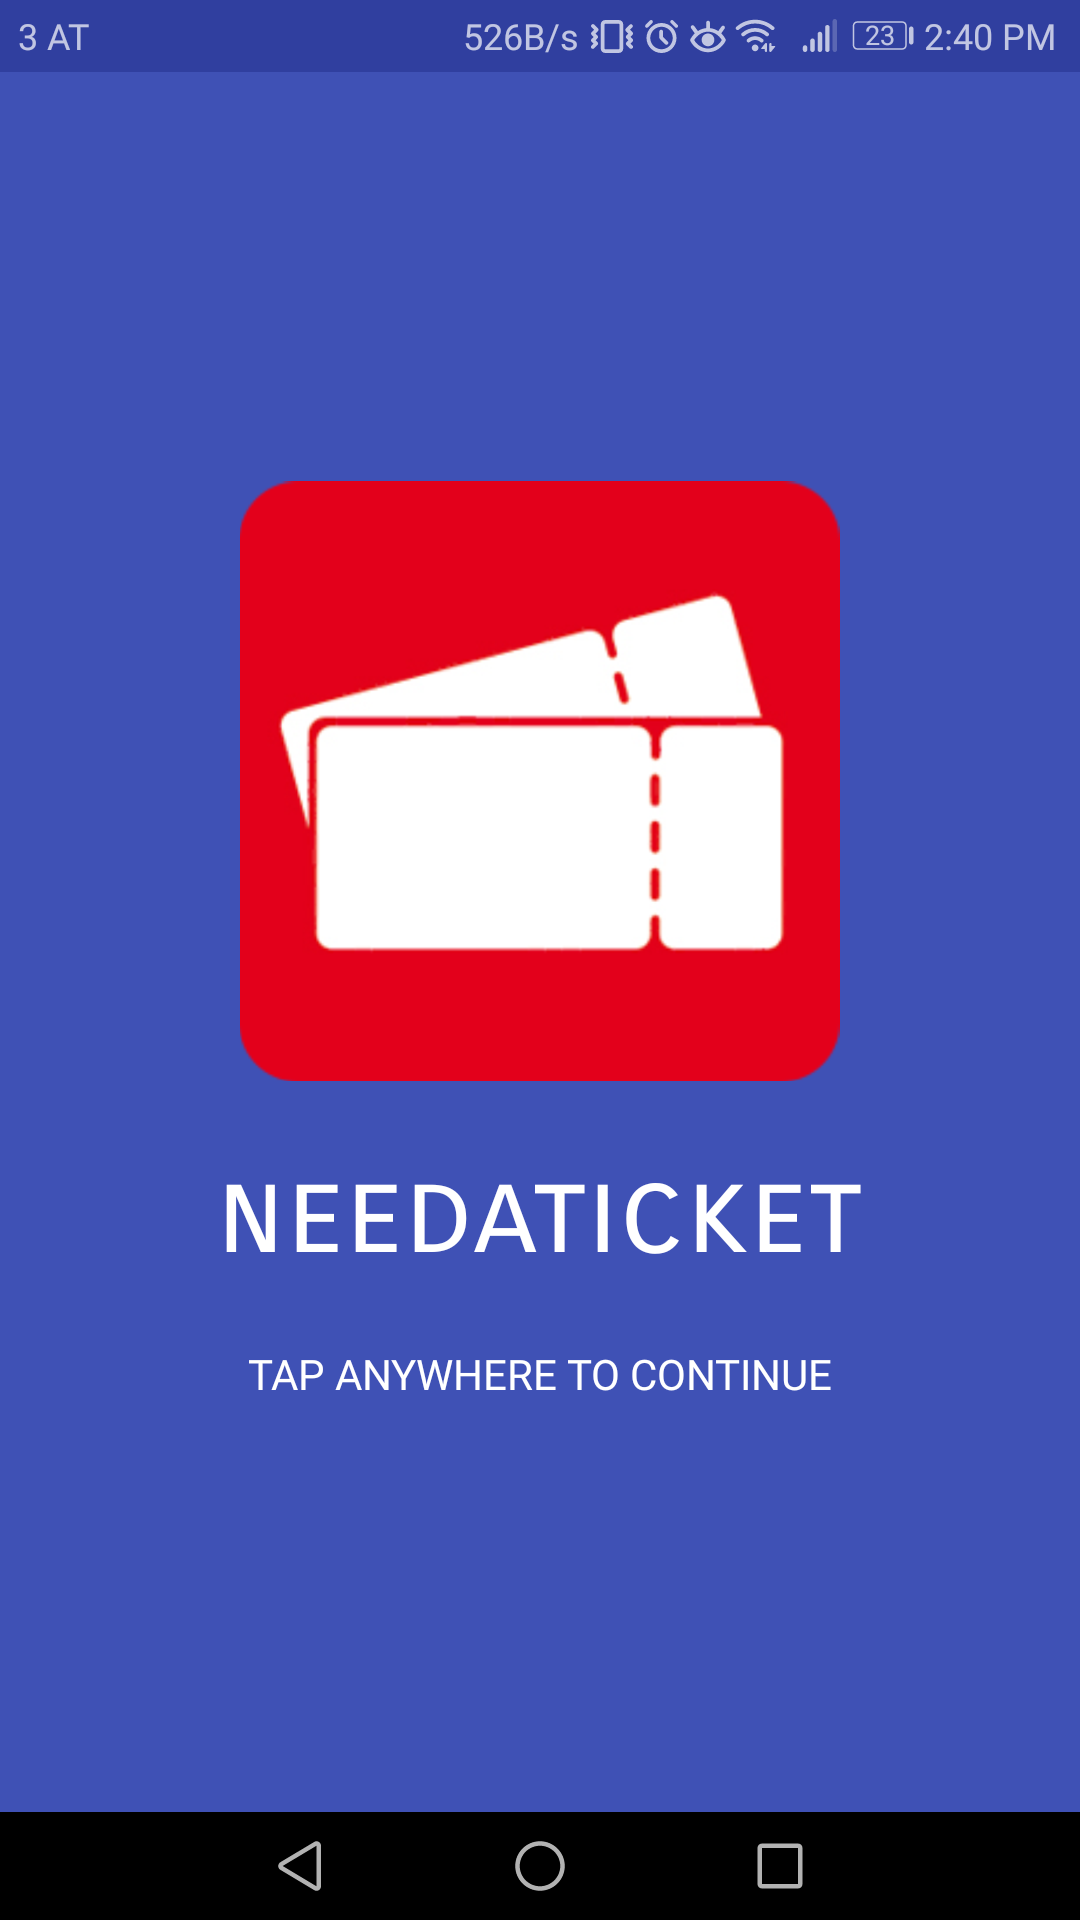 3 AT 526B/s 23 2:40 PM
NEEDATICKET
TAP ANYWHERE TO CONTINUE